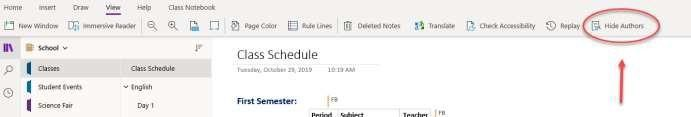 Home Insert Draw View Help Class Notebook
New Window Immersive Reader Page Color Rule Lines Deleted Notes Translate Check Accessibility Replay Hide Authors
School
Classes
Student Events
Science Fair
Class Schedule
English
Day 1
Class Schedule
Tuesday, October 29, 2019 10:19 AM
First Semester: FB
Period Subject Teacher FB